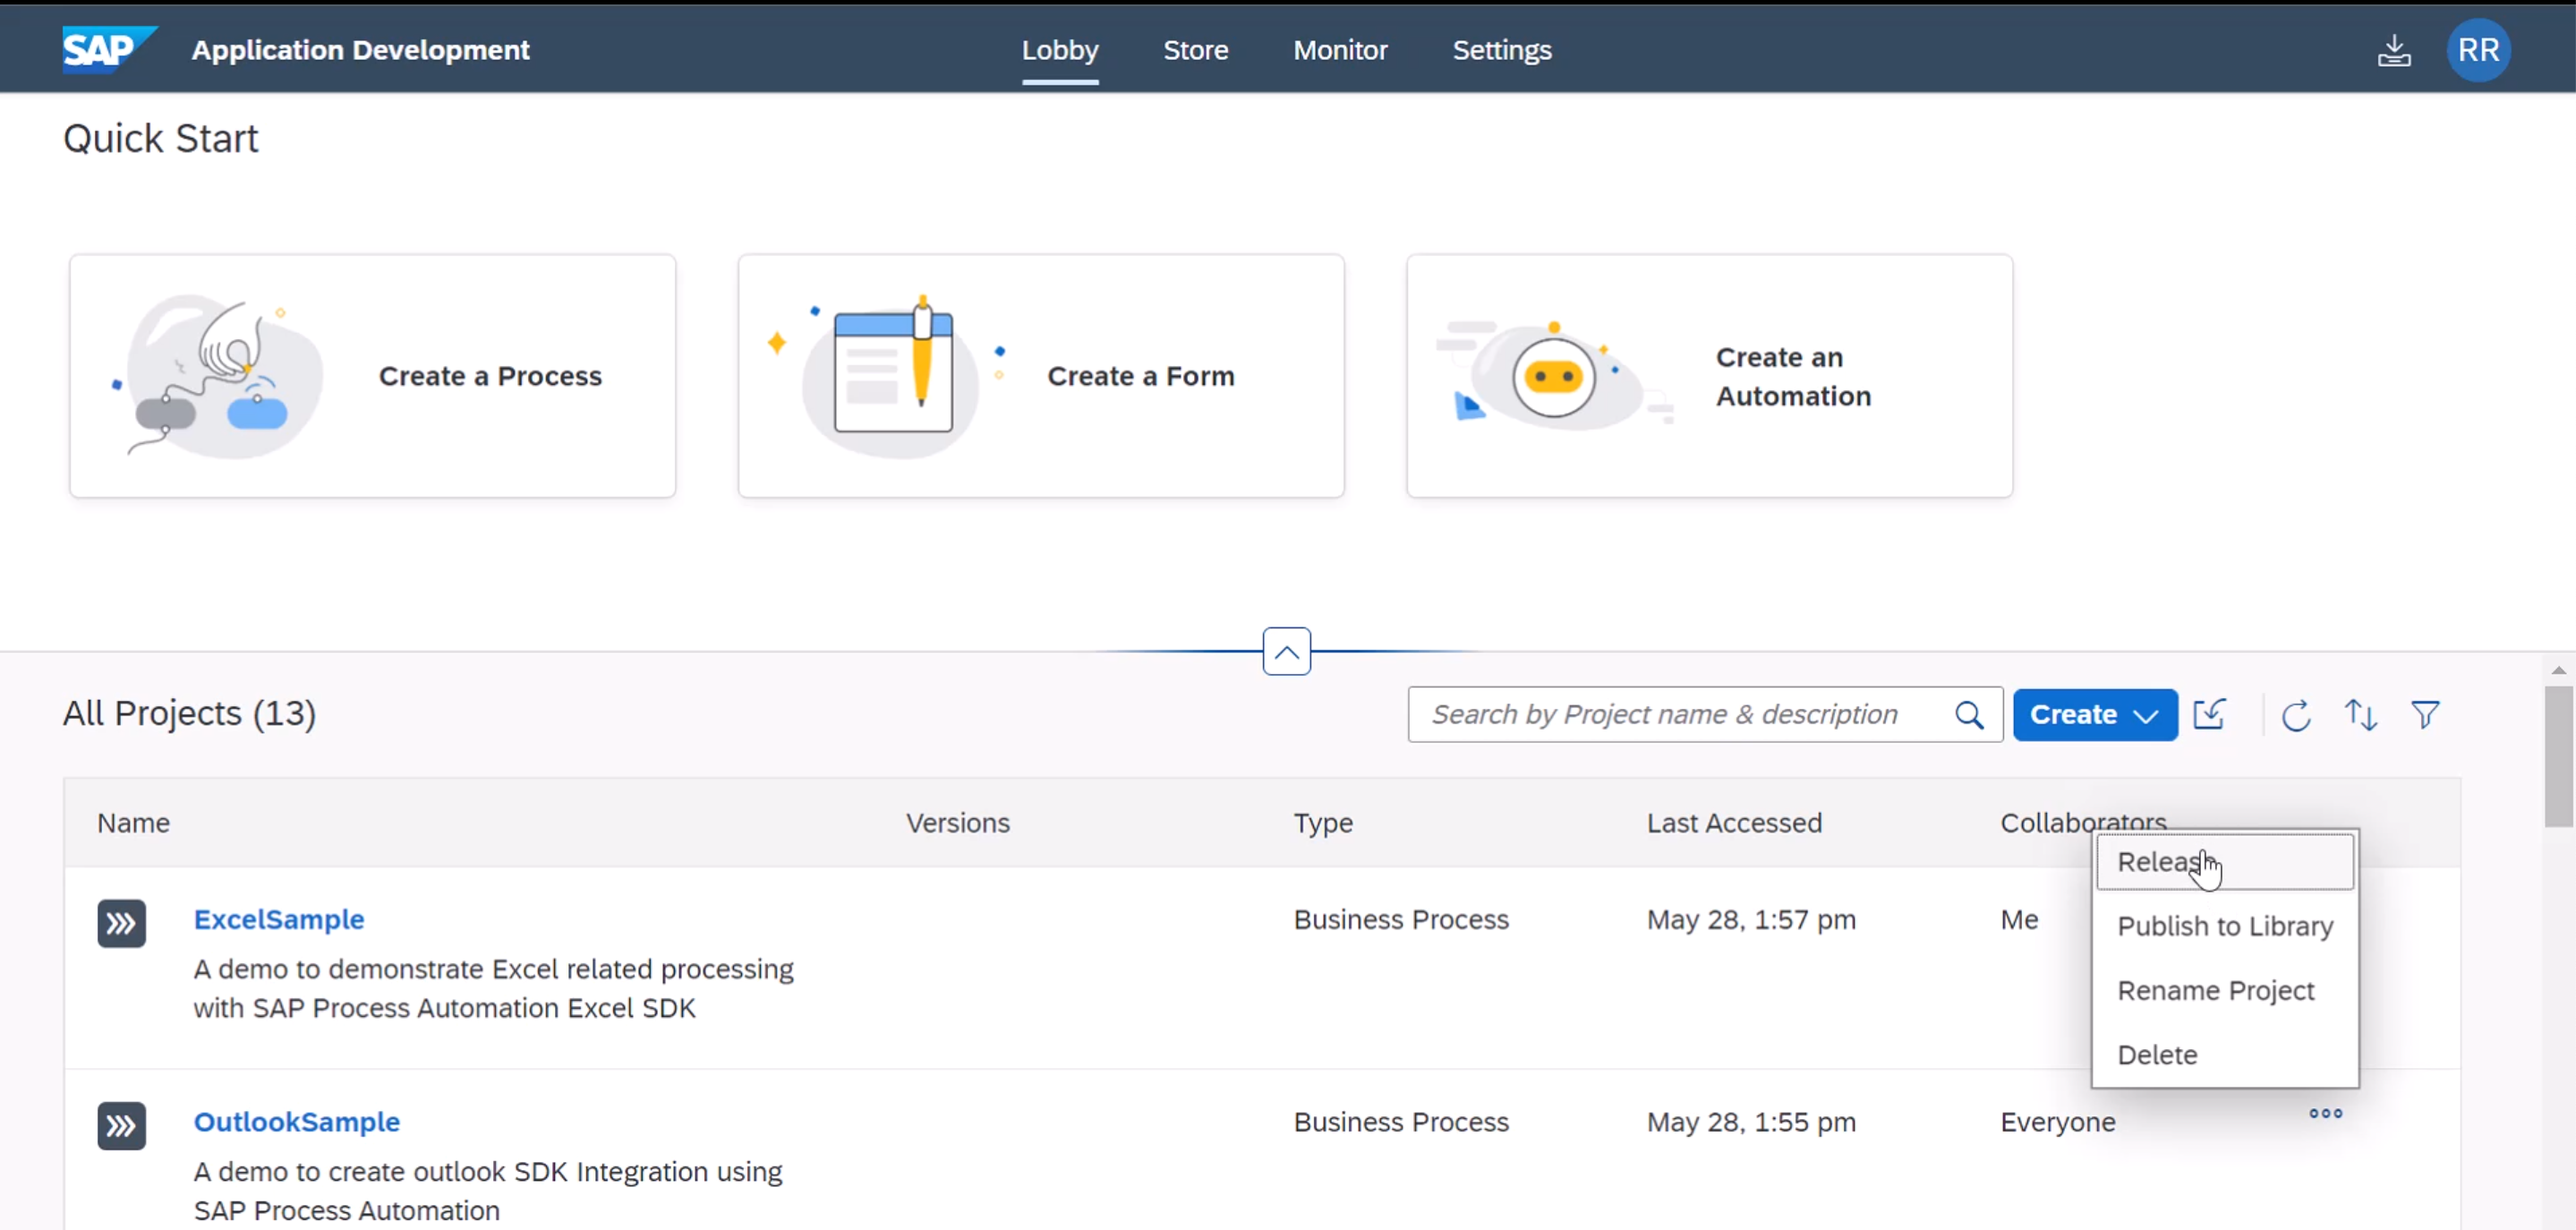 SAP Application Development Lobby Store Monitor Settings RR
Quick Start
Create a Process
Create a Form
Create an
Automation
All Projects (13)
Search by Project name & description
Create
Name Versions Type Last Accessed Collaborators
Release
ExcelSample Business Process May 28, 1:57 pm Me
Publish to Library
A demo to demonstrate Excel related processing
with SAP Process Automation Excel SDK
Rename Project
Delete
OutlookSample Business Process May 28, 1:55 pm Everyone
A demo to create outlook SDK Integration using
SAP Process Automation